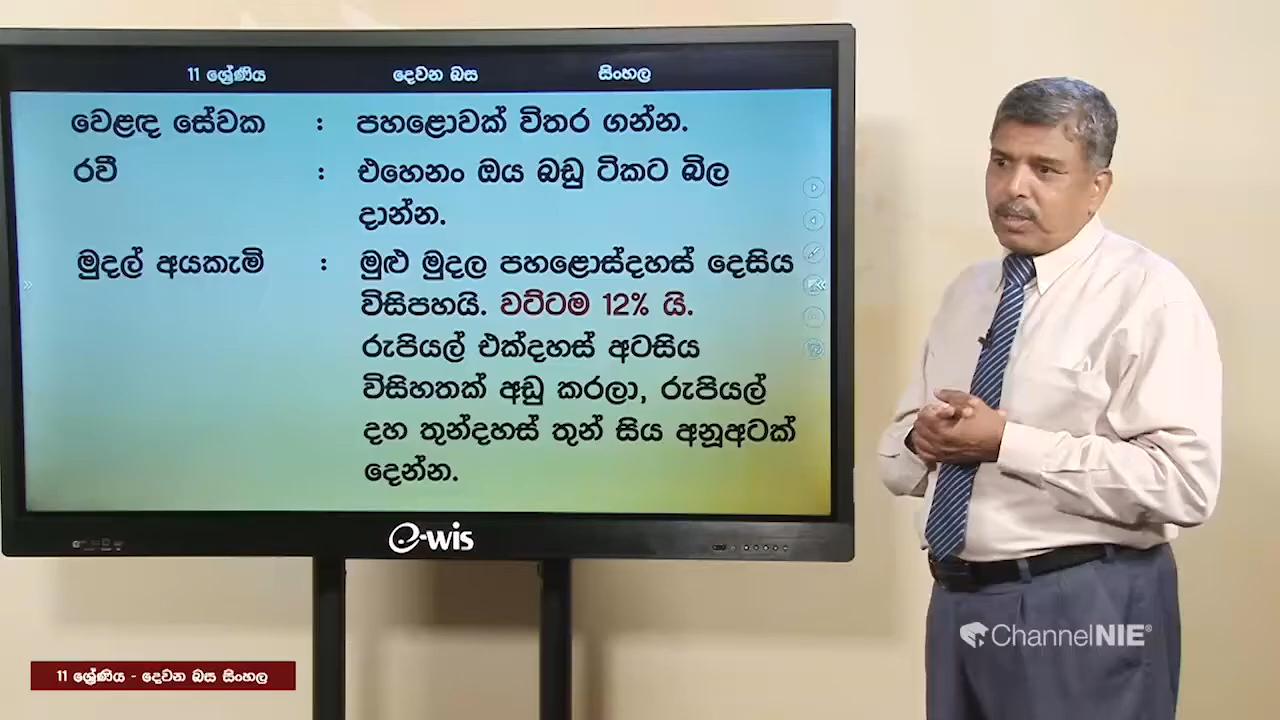 11 ශ්‍රේණිය දෙවන බස සිංහල
වෙළඳ සේවක : පහළොවක් විතර ගන්න.
රවී : එහෙනං ඔය බඩු ටිකට බිල
දාන්න.
මුදල් අයකැමි : මුළු මුදල පහළොස්දහස් දෙසිය
විසිපහයි. වට්ටම 12% යි.
රුපියල් එක්දහස් අටසිය
විසිහතක් අඩු කරලා, රුපියල්
දහ තුන්දහස් තුන් සිය අනූඅටක්
දෙන්න.
e-wis
ChannelNIE®
11 ශ්‍රේණිය - දෙවන බස සිංහල